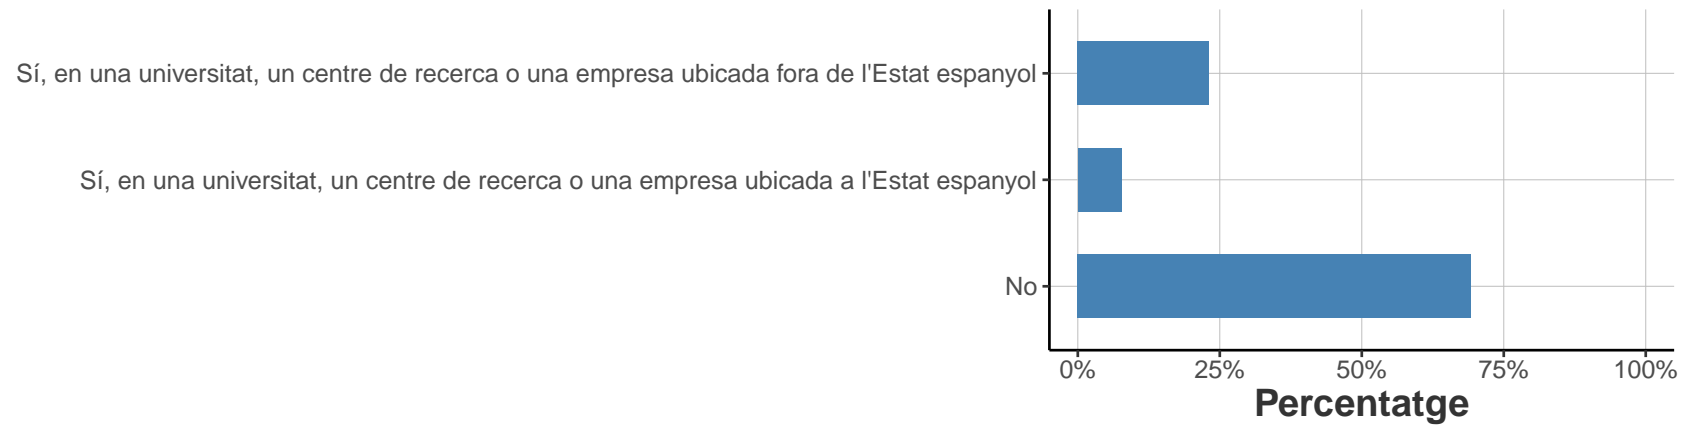 Sí, en una universitat, un centre de recerca o una empresa ubicada fora de l'Estat espanyol
Sí, en una universitat, un centre de recerca o una empresa ubicada a l'Estat espanyol
No
0% 25% 50% 75% 100%
Percentatge